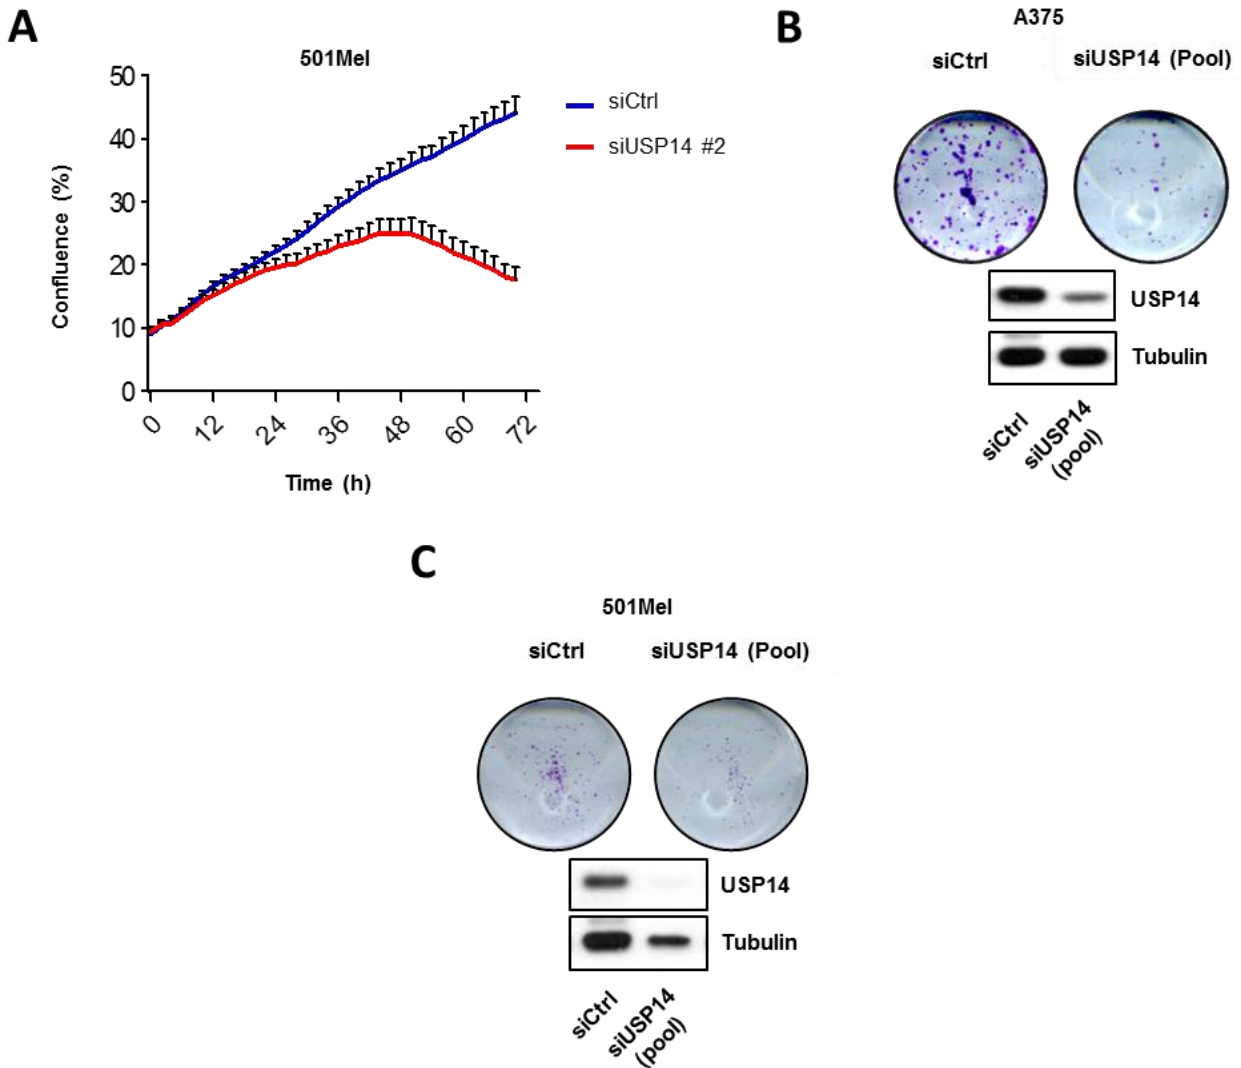 A
501Mel
Confluence (%)
50
40
30
20
10
0
0 12 24 36 48 60 72
Time (h)
siCtrl
siUSP14 #2
B
A375
siCtrl siUSP14 (Pool)
USP14
Tubulin
siCtrl
siUSP14
(pool)
C
501Mel
siCtrl siUSP14 (Pool)
USP14
Tubulin
siCtrl
siUSP14
(pool)